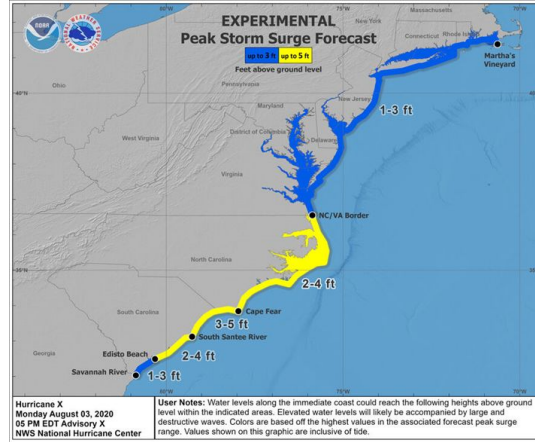 EXPERIMENTAL
Peak Storm Surge Forecast
up to 3 ft up to 5 ft
Feet above ground level
NOAA
Massachusetts
New York
Connecticut
Rhode Island
Martha's
Vineyard
Pennsylvania
Ohio
New Jersey
1-3 ft
Maryland
District of Columbia
Delaware
West Virginia
Virginia
NC/VA Border
North Carolina
2-4 ft
Cape Fear
3-5 ft
South Carolina
South Santee River
2-4 ft
Edisto Beach
Georgia
Savannah River
1-3 ft
75°W
70°W
40°N
35°N
75°W
70°W
Hurricane X
Monday August 03, 2020
05 PM EDT Advisory X
NWS National Hurricane Center
User Notes: Water levels along the immediate coast could reach the following heights above ground
level within the indicated areas. Elevated water levels will likely be accompanied by large and
destructive waves. Colors are based off the highest values in the associated forecast peak surge
range. Values shown on this graphic are inclusive of tide.